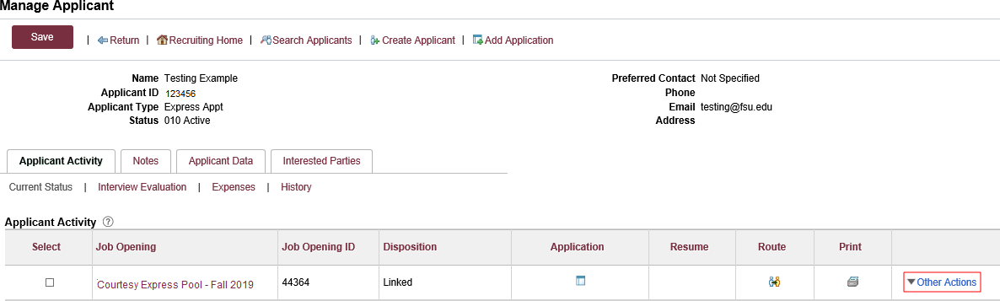 Manage Applicant
Save | Return | Recruiting Home | Search Applicants | Create Applicant | Add Application
Name Testing Example Preferred Contact Not Specified
Applicant ID 123456 Phone
Applicant Type Express Appt Email testing@fsu.edu
Status 010 Active Address
Applicant Activity Notes Applicant Data Interested Parties
Current Status | Interview Evaluation | Expenses | History
Applicant Activity ?
Select Job Opening Job Opening ID Disposition Application Resume Route Print
Courtesy Express Pool - Fall 2019 44364 Linked Other Actions